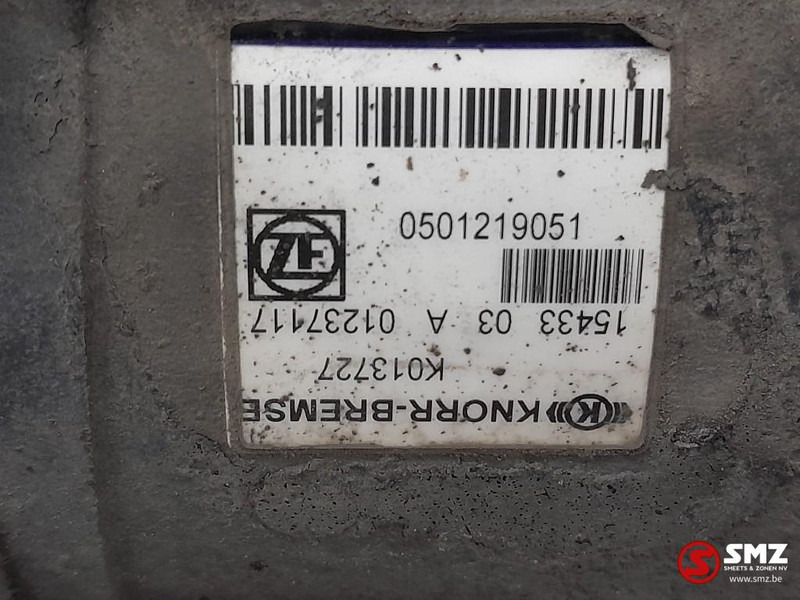 ZF
0501219051
15433 03 A 01237117
K013727
KNORR-BREMSE
SMZ
SMEETS & ZONEN NV
www.smz.be